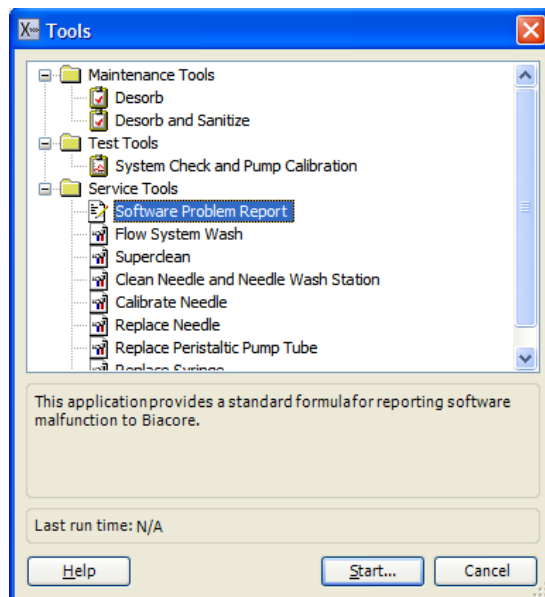 X Tools
Maintenance Tools
Desorb
Desorb and Sanitize
Test Tools
System Check and Pump Calibration
Service Tools
Software Problem Report
Flow System Wash
Superclean
Clean Needle and Needle Wash Station
Calibrate Needle
Replace Needle
Replace Peristaltic Pump Tube
Replace Syringe
This application provides a standard formula for reporting software
malfunction to Biacore.
Last run time: N/A
Help Start... Cancel